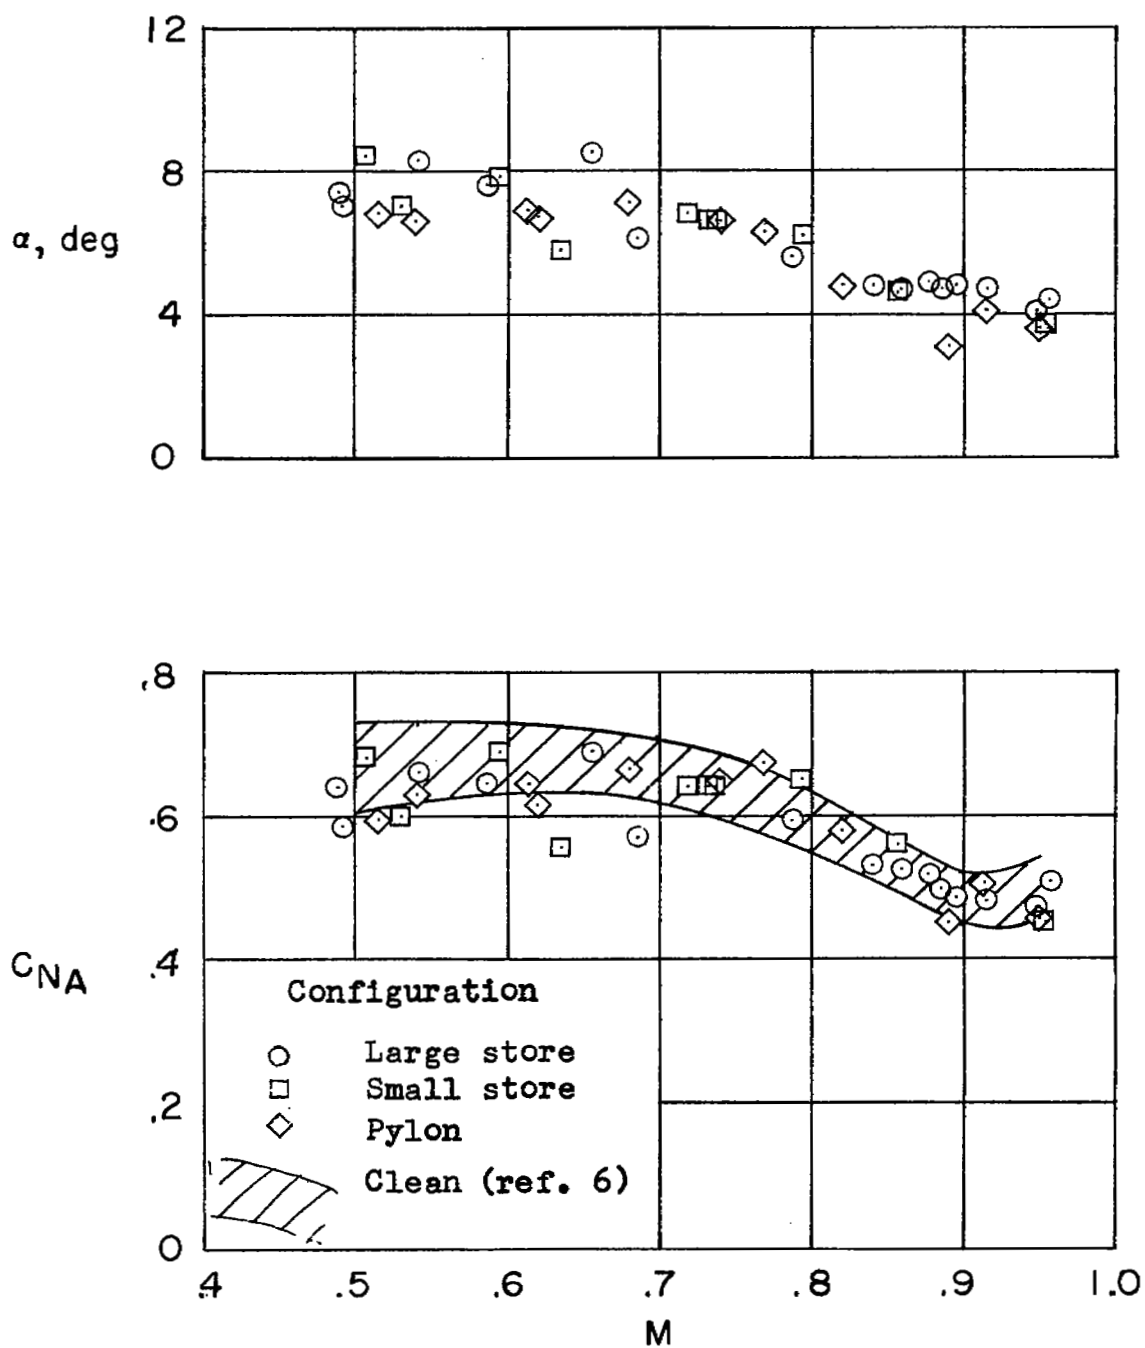 12
8
α, deg
4
0
.8
.6
.4
CNA
.2
0
Configuration
Large store
Small store
Pylon
Clean (ref. 6)
.4 .5 .6 .7 .8 .9 1.0
M